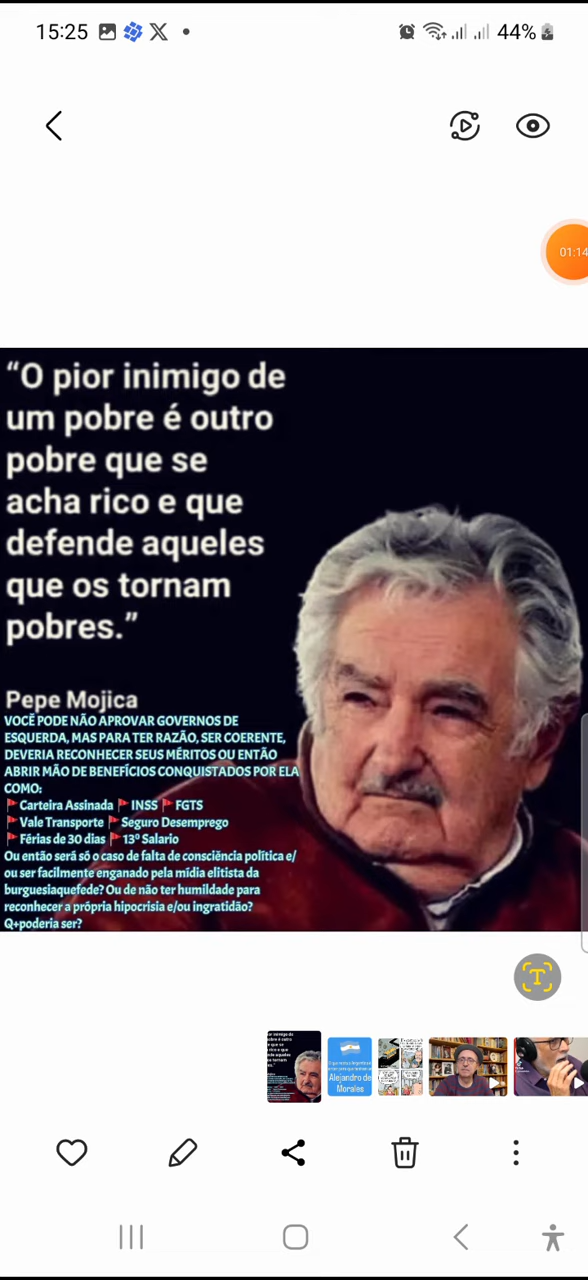 15:25
44%
01:14
“O pior inimigo de
um pobre é outro
pobre que se
acha rico e que
defende aqueles
que os tornam
pobres.”
Pepe Mojica
VOCÊ PODE NÃO APROVAR GOVERNOS DE
ESQUERDA, MAS PARA TER RAZÃO, SER COERENTE,
DEVERIA RECONHECER SEUS MÉRITOS OU ENTÃO
ABRIR MÃO DE BENEFÍCIOS CONQUISTADOS POR ELA
COMO:
🚩Carteira Assinada 🚩INSS 🚩FGTS
🚩Vale Transporte 🚩Seguro Desemprego
🚩Férias de 30 dias 🚩13º Salario
Ou então será só o caso de falta de consciência política e/
ou ser facilmente enganado pela mídia elitista da
burguesiaquefede? Ou de não ter humildade para
reconhecer a própria hipocrisia e/ou ingratidão?
Q+poderia ser?
T
Alejandro de
Morales